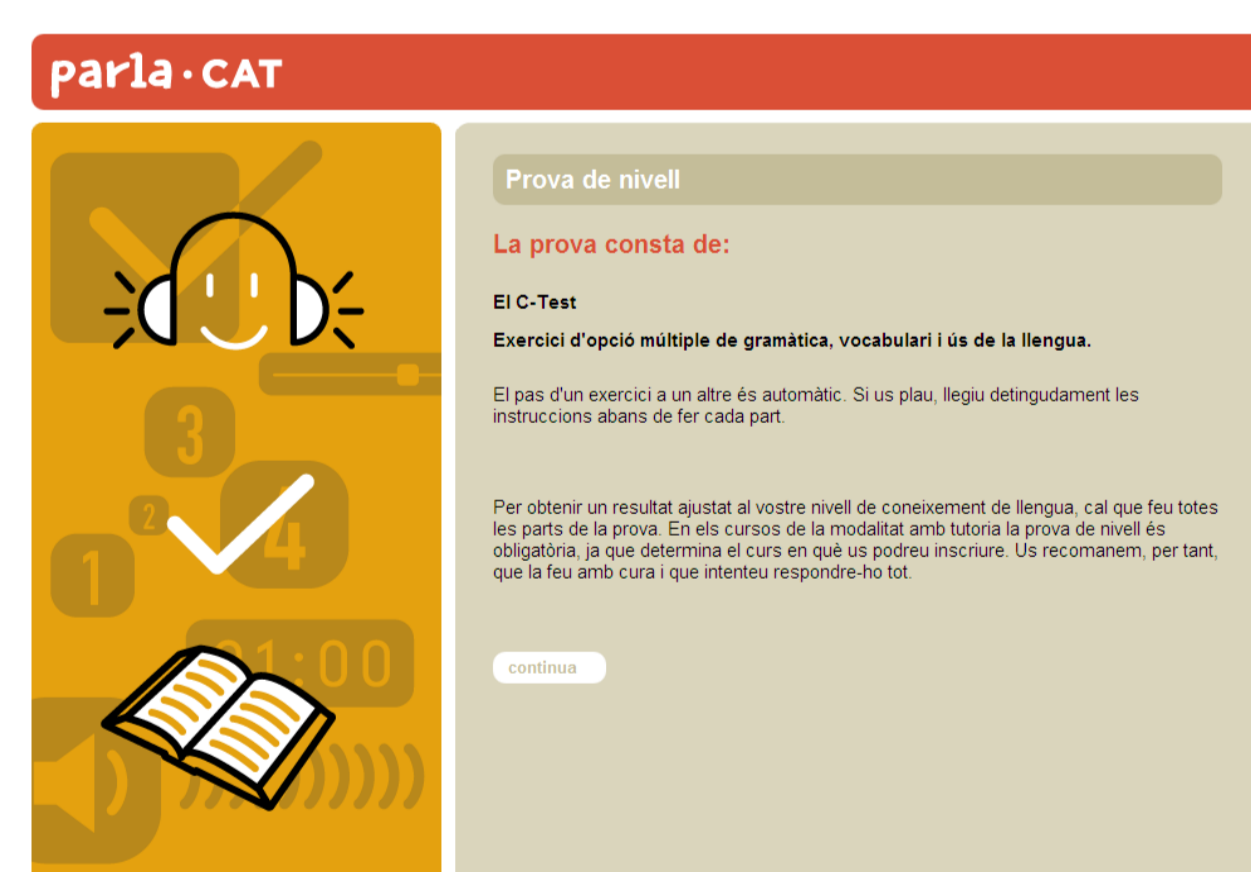 parla·CAT
Prova de nivell
La prova consta de:
El C-Test
Exercici d'opció múltiple de gramàtica, vocabulari i ús de la llengua.
El pas d'un exercici a un altre és automàtic. Si us plau, llegiu detingudament les
instruccions abans de fer cada part.
Per obtenir un resultat ajustat al vostre nivell de coneixement de llengua, cal que feu totes
les parts de la prova. En els cursos de la modalitat amb tutoria la prova de nivell és
obligatòria, ja que determina el curs en què us podreu inscriure. Us recomanem, per tant,
que la feu amb cura i que intenteu respondre-ho tot.
continua
3
2
4
1
1:00